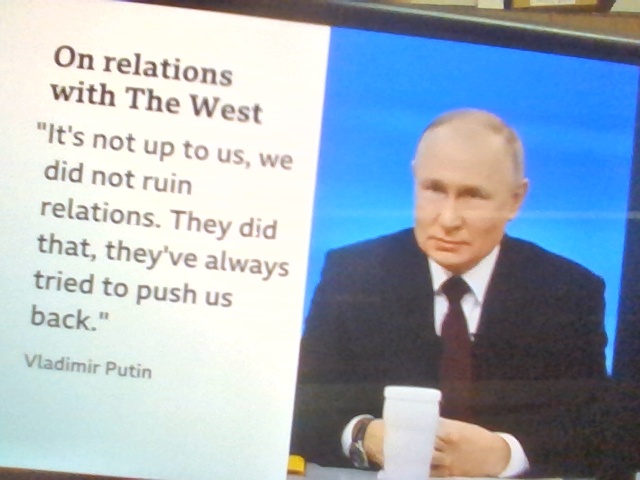 On relations
with The West
"It's not up to us, we
did not ruin
relations. They did
that, they've always
tried to push us
back."
Vladimir Putin